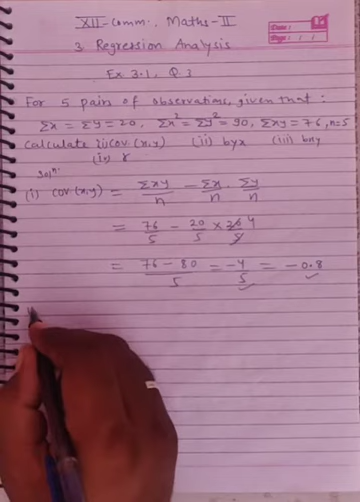 XII - Comm. Maths - II
3 Regression Analysis
Ex 3.1, Q 3
For 5 pairs of observations, given that :
Σx = Σy = 20, Σx² = Σy² = 90, Σxy = 76, n=5
Calculate (i) cov. (x,y) (ii) byx (iii) bxy
(iv) r
Solⁿ:
(i) cov (x,y) = Σxy/n - Σx/n . Σy/n
= 76/5 - 20/5 × 20/5 4
= 76 - 80/5 = -4/5 = -0.8